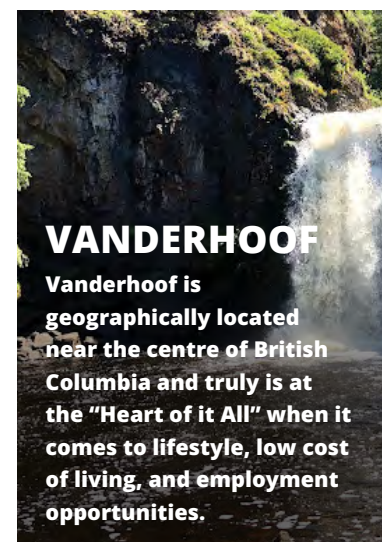 VANDERHOOF
Vanderhoof is
geographically located
near the centre of British
Columbia and truly is at
the “Heart of it All” when it
comes to lifestyle, low cost
of living, and employment
opportunities.